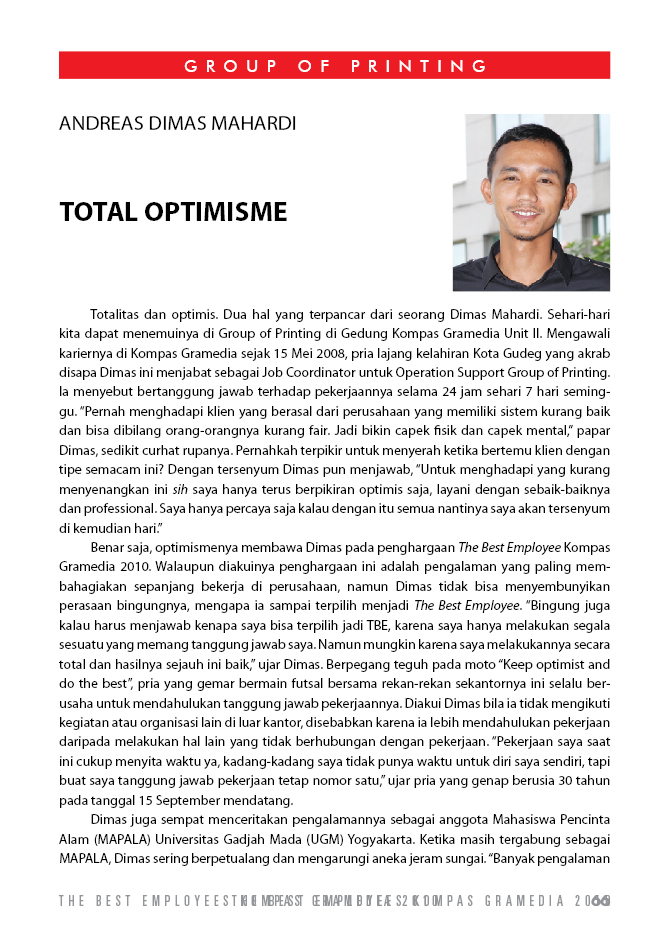 GROUP OF PRINTING
ANDREAS DIMAS MAHARDI
TOTAL OPTIMISME
Totalitas dan optimis. Dua hal yang terpancar dari seorang Dimas Mahardi. Sehari-hari
kita dapat menemuinya di Group of Printing di Gedung Kompas Gramedia Unit II. Mengawali
kariernya di Kompas Gramedia sejak 15 Mei 2008, pria lajang kelahiran Kota Gudeg yang akrab
disapa Dimas ini menjabat sebagai Job Coordinator untuk Operation Support Group of Printing.
Ia menyebut bertanggung jawab terhadap pekerjaannya selama 24 jam sehari 7 hari seming-
gu. “Pernah menghadapi klien yang berasal dari perusahaan yang memiliki sistem kurang baik
dan bisa dibilang orang-orangnya kurang fair. Jadi bikin capek fisik dan capek mental,” papar
Dimas, sedikit curhat rupanya. Pernahkah terpikir untuk menyerah ketika bertemu klien dengan
tipe semacam ini? Dengan tersenyum Dimas pun menjawab, “Untuk menghadapi yang kurang
menyenangkan ini sih saya hanya terus berpikiran optimis saja, layani dengan sebaik-baiknya
dan professional. Saya hanya percaya saja kalau dengan itu semua nantinya saya akan tersenyum
di kemudian hari.”
Benar saja, optimismenya membawa Dimas pada penghargaan The Best Employee Kompas
Gramedia 2010. Walaupun diakuinya penghargaan ini adalah pengalaman yang paling mem-
bahagiakan sepanjang bekerja di perusahaan, namun Dimas tidak bisa menyembunyikan
perasaan bingungnya, mengapa ia sampai terpilih menjadi The Best Employee. “Bingung juga
kalau harus menjawab kenapa saya bisa terpilih jadi TBE, karena saya hanya melakukan segala
sesuatu yang memang tanggung jawab saya. Namun mungkin karena saya melakukannya secara
total dan hasilnya sejauh ini baik,” ujar Dimas. Berpegang teguh pada moto “Keep optimist and
do the best”, pria yang gemar bermain futsal bersama rekan-rekan sekantornya ini selalu ber-
usaha untuk mendahulukan tanggung jawab pekerjaannya. Diakui Dimas bila ia tidak mengikuti
kegiatan atau organisasi lain di luar kantor, disebabkan karena ia lebih mendahulukan pekerjaan
daripada melakukan hal lain yang tidak berhubungan dengan pekerjaan. “Pekerjaan saya saat
ini cukup menyita waktu ya, kadang-kadang saya tidak punya waktu untuk diri saya sendiri, tapi
buat saya tanggung jawab pekerjaan tetap nomor satu,” ujar pria yang genap berusia 30 tahun
pada tanggal 15 September mendatang.
Dimas juga sempat menceritakan pengalamannya sebagai anggota Mahasiswa Pencinta
Alam (MAPALA) Universitas Gadjah Mada (UGM) Yogyakarta. Ketika masih tergabung sebagai
MAPALA, Dimas sering berpetualang dan mengarungi aneka jeram sungai. “Banyak pengalaman
THE BEST EMPLOYEES